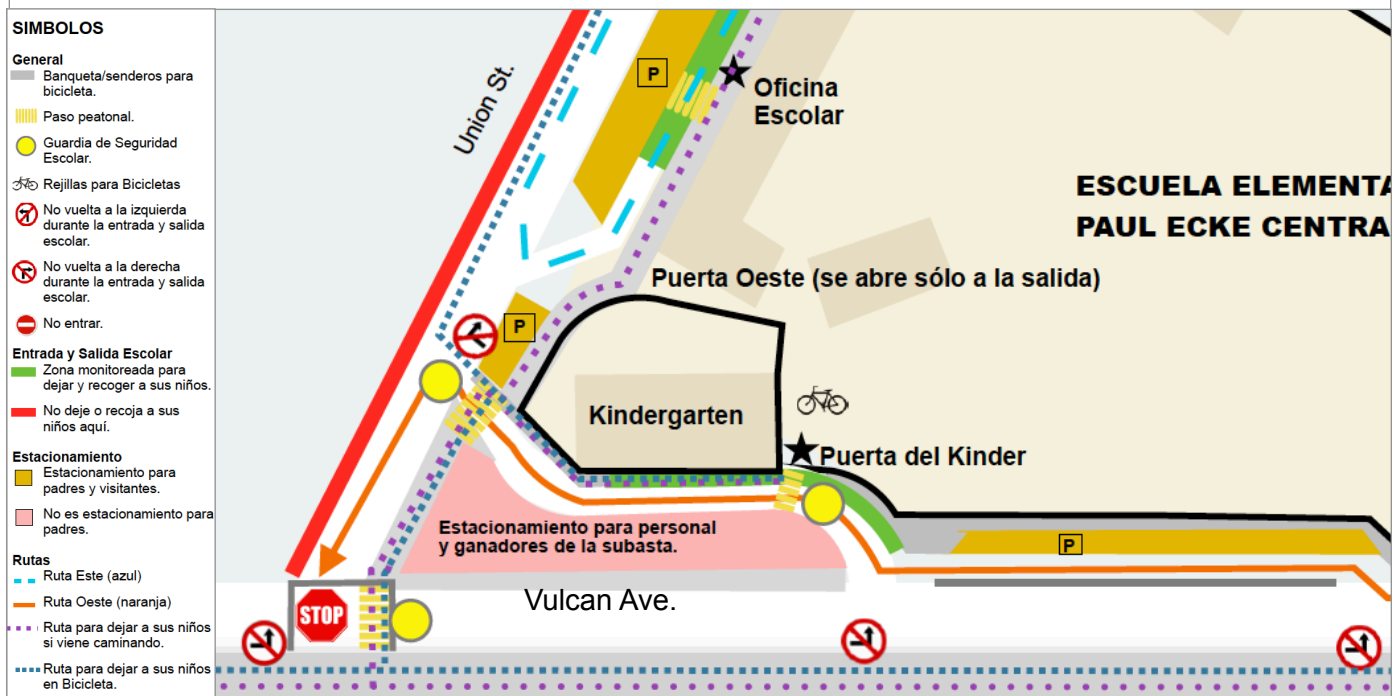 SIMBOLOS
General
Banqueta/senderos para
bicicleta.
Paso peatonal.
Guardia de Seguridad
Escolar.
Rejillas para Bicicletas
No vuelta a la izquierda
durante la entrada y salida
escolar.
No vuelta a la derecha
durante la entrada y salida
escolar.
No entrar.
Entrada y Salida Escolar
Zona monitoreada para
dejar y recoger a sus niños.
No deje o recoja a sus
niños aquí.
Estacionamiento
Estacionamiento para
padres y visitantes.
No es estacionamiento para
padres.
Rutas
Ruta Este (azul)
Ruta Oeste (naranja)
Ruta para dejar a sus niños
si viene caminando.
Ruta para dejar a sus niños
en Bicicleta.
Union St.
P
Oficina
Escolar
ESCUELA ELEMENTA
PAUL ECKE CENTRA
Puerta Oeste (se abre sólo a la salida)
P
Kindergarten
Puerta del Kinder
Estacionamiento para personal
y ganadores de la subasta.
P
Vulcan Ave.
STOP